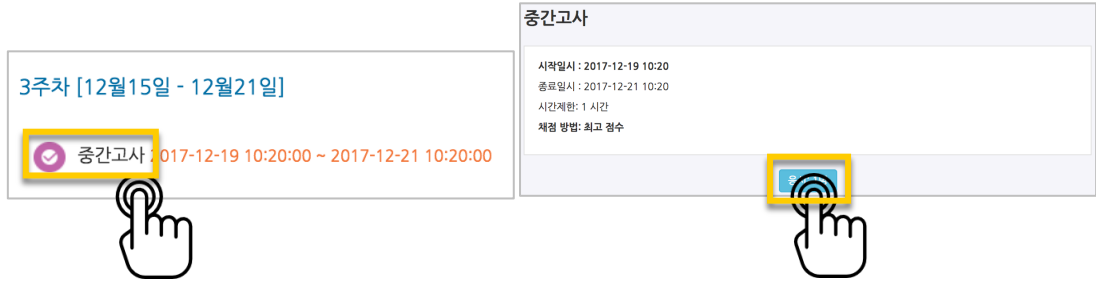 3주차 [12월15일 - 12월21일]
중간고사 2017-12-19 10:20:00 ~ 2017-12-21 10:20:00
중간고사
시작일시 : 2017-12-19 10:20
종료일시 : 2017-12-21 10:20
시간제한: 1 시간
채점 방법: 최고 점수